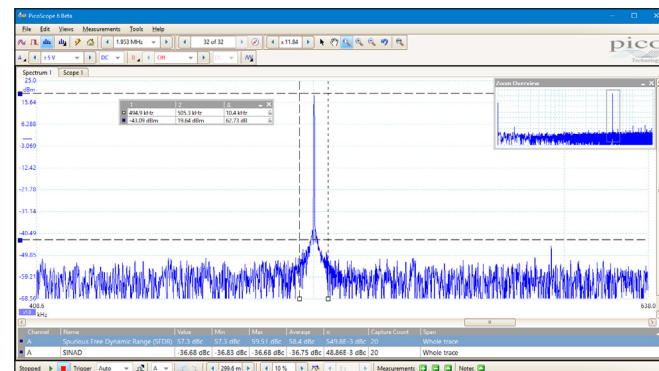 PicoScope 6 Beta
File Edit Views Measurements Tools Help
1.953 MHz 32 of 32 x 11.84
pico
Technology
A ±5 V DC B Off DC
Spectrum 1 Scope 1
25.0
dBm
15.64
6.288
-3.069
-12.42
-21.78
-31.14
-40.49
-49.85
-59.21
-68.56
408.6
kHz
638.0
1 2 Δ
494.9 kHz 505.3 kHz 10.4 kHz
-43.09 dBm 19.64 dBm 62.73 dB
Zoom Overview
Channel Name Value Min Max Average σ Capture Count Span
A Spurious Free Dynamic Range (SFDR) 57.3 dBc 57.3 dBc 59.51 dBc 58.4 dBc 549.8E-3 dBc 20 Whole trace
A SINAD -36.68 dBc -36.83 dBc -36.68 dBc -36.75 dBc 48.86E-3 dBc 20 Whole trace
Stopped Trigger Auto A 299.6 m 10 % Measurements Notes